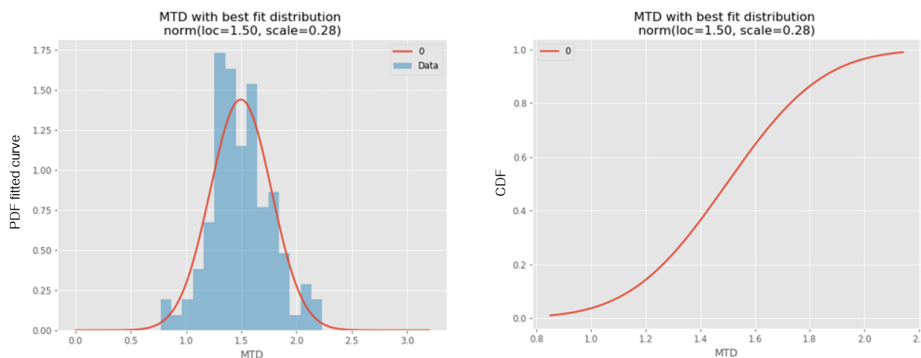 MTD with best fit distribution
norm(loc=1.50, scale=0.28)
1.75
1.50
1.25
1.00
0.75
0.50
0.25
0.00
PDF fiited curve
0
Data
0.0 0.5 1.0 1.5 2.0 2.5 3.0
MTD
MTD with best fit distribution
norm(loc=1.50, scale=0.28)
1.0
0.8
0.6
0.4
0.2
0.0
CDF
0
0.8 1.0 1.2 1.4 1.6 1.8 2.0
MTD